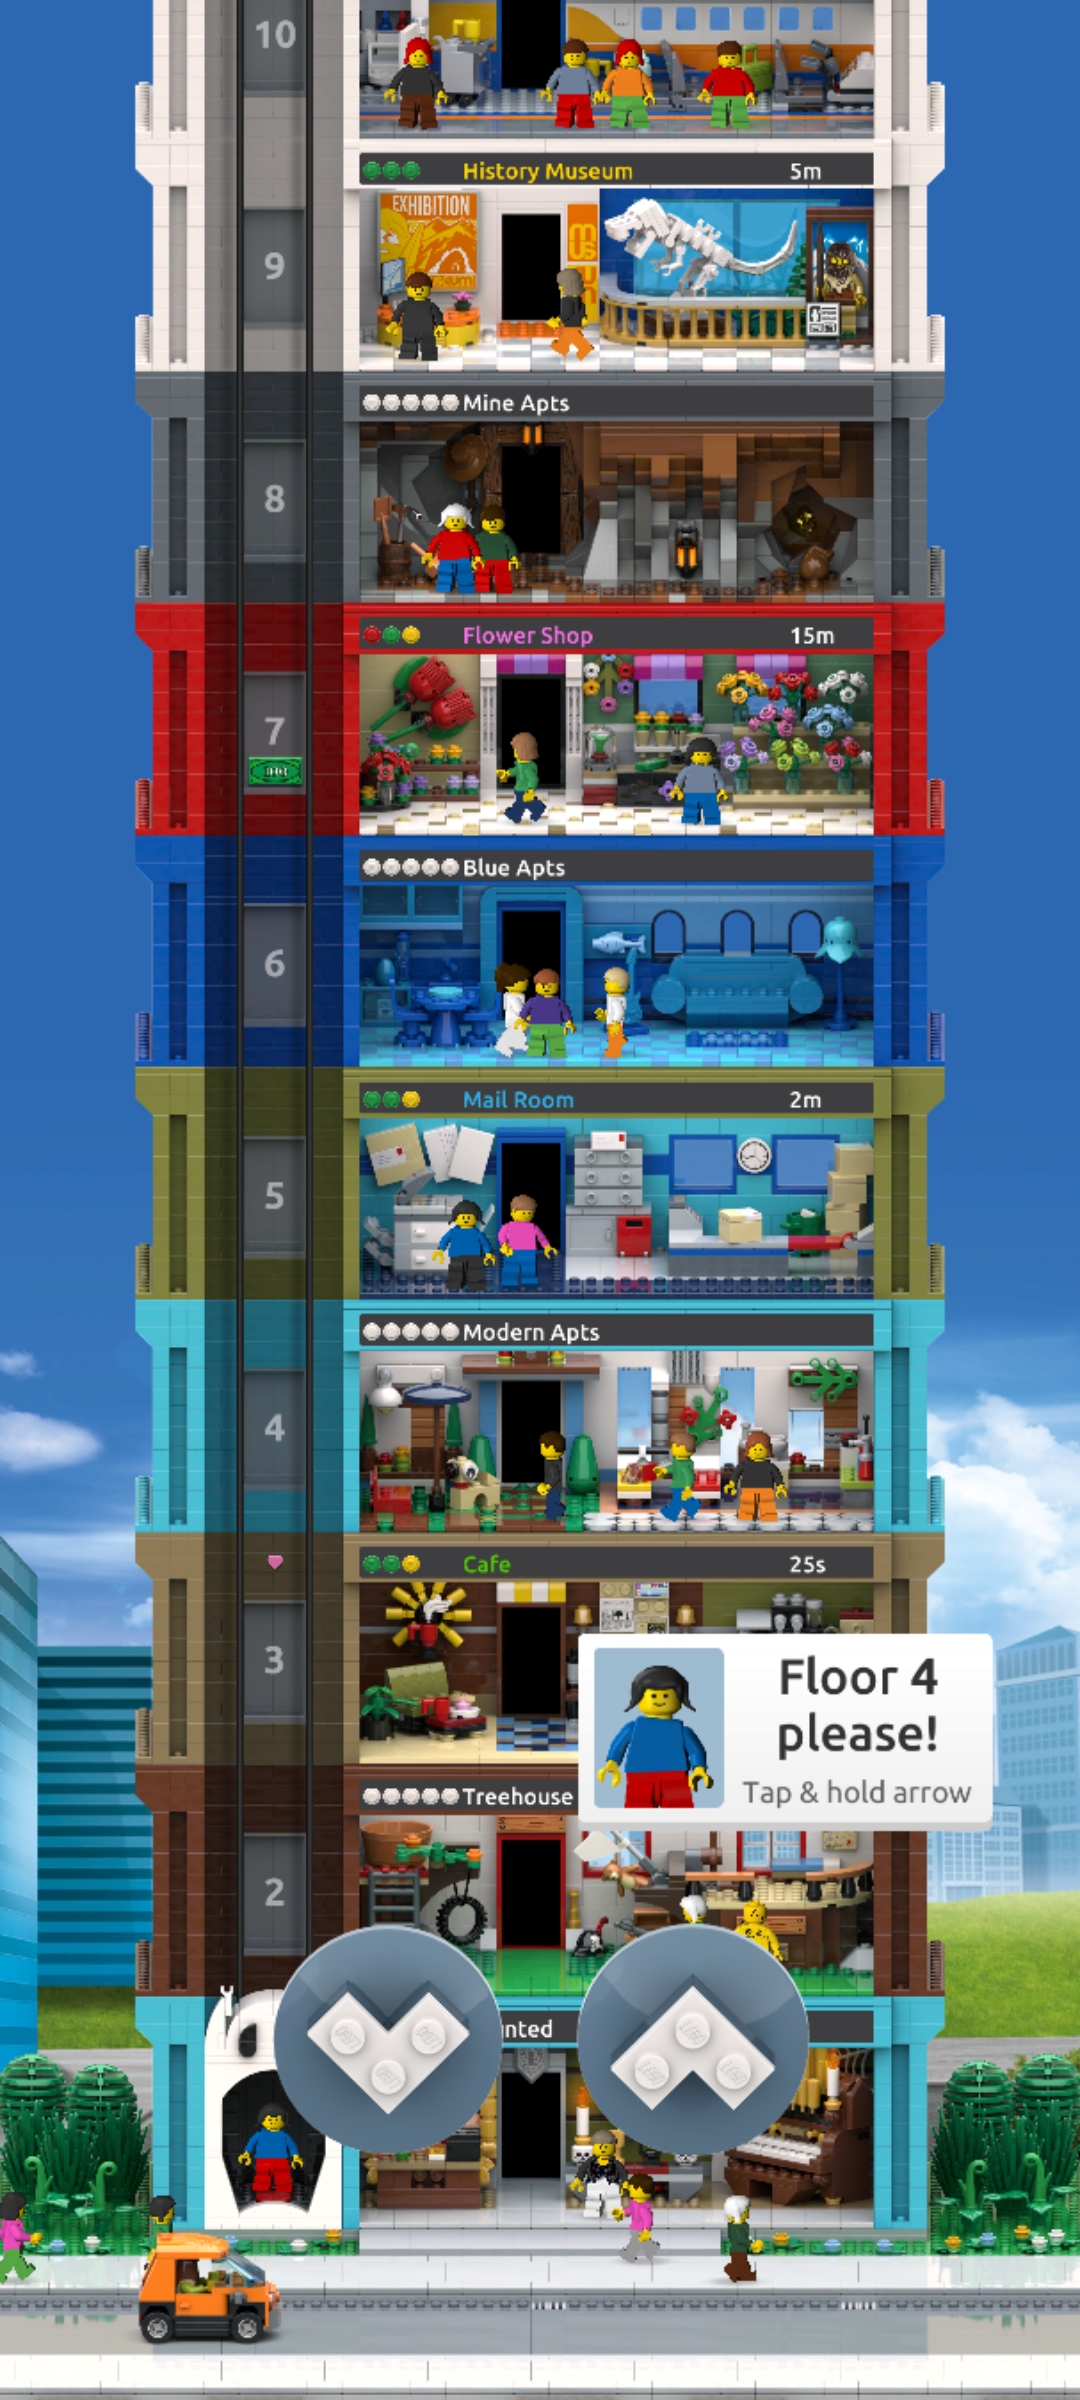 10
History Museum 5m
EXHIBITION
9
Mine Apts
8
Flower Shop 15m
7
Blue Apts
6
Mail Room 2m
5
Modern Apts
4
Cafe 25s
3
Floor 4
please!
Tap & hold arrow
Treehouse
2
nted